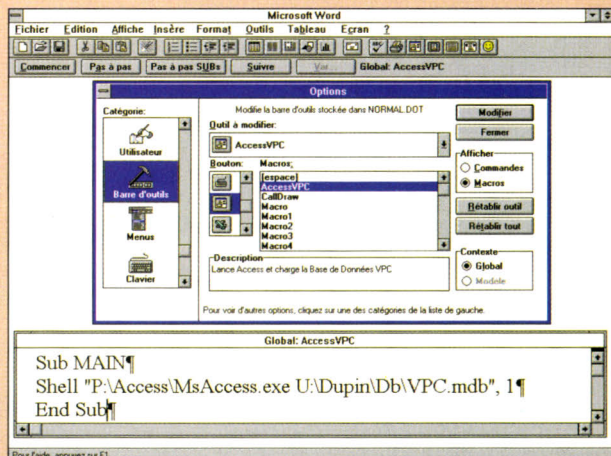 Microsoft Word
Fichier Edition Affiche Insère Format Outils Tableau Ecran ?
Commencer Pas à pas Pas à pas SUBs Suivre Var... Global: AccessVPC
Options
Catégorie:
Utilisateur
Barre d'outils
Menus
Clavier
Modifie la barre d'outils stockée dans NORMAL.DOT
Outil à modifier:
AccessVPC
Bouton: Macros:
[espace]
AccessVPC
CallDraw
Macro
Macro1
Macro2
Macro3
Macro4
Description
Lance Access et charge la Base de Données VPC
Modifier
Fermer
Afficher
Commandes
Macros
Rétablir outil
Rétablir tout
Contexte
Global
Modèle
Pour voir d'autres options, cliquez sur une des catégories de la liste de gauche.
Global: AccessVPC
Sub MAIN¶
Shell "P:\Access\MsAccess.exe U:\Dupin\Db\VPC.mdb", 1¶
End Sub¶
Pour l'aide, appuyez sur F1